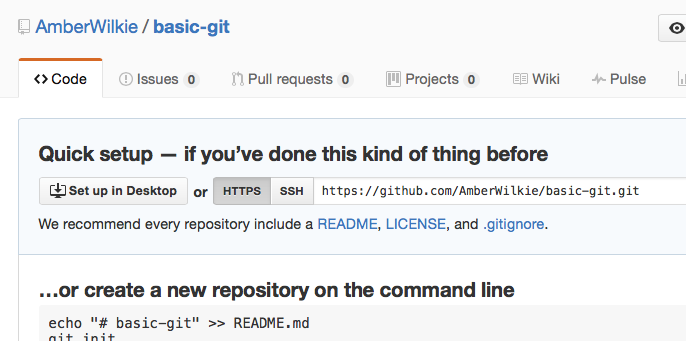 AmberWilkie / basic-git
Code Issues 0 Pull requests 0 Projects 0 Wiki Pulse
Quick setup — if you’ve done this kind of thing before
Set up in Desktop or HTTPS SSH https://github.com/AmberWilkie/basic-git.git
We recommend every repository include a README, LICENSE, and .gitignore.
…or create a new repository on the command line
echo "# basic-git" >> README.md
git init